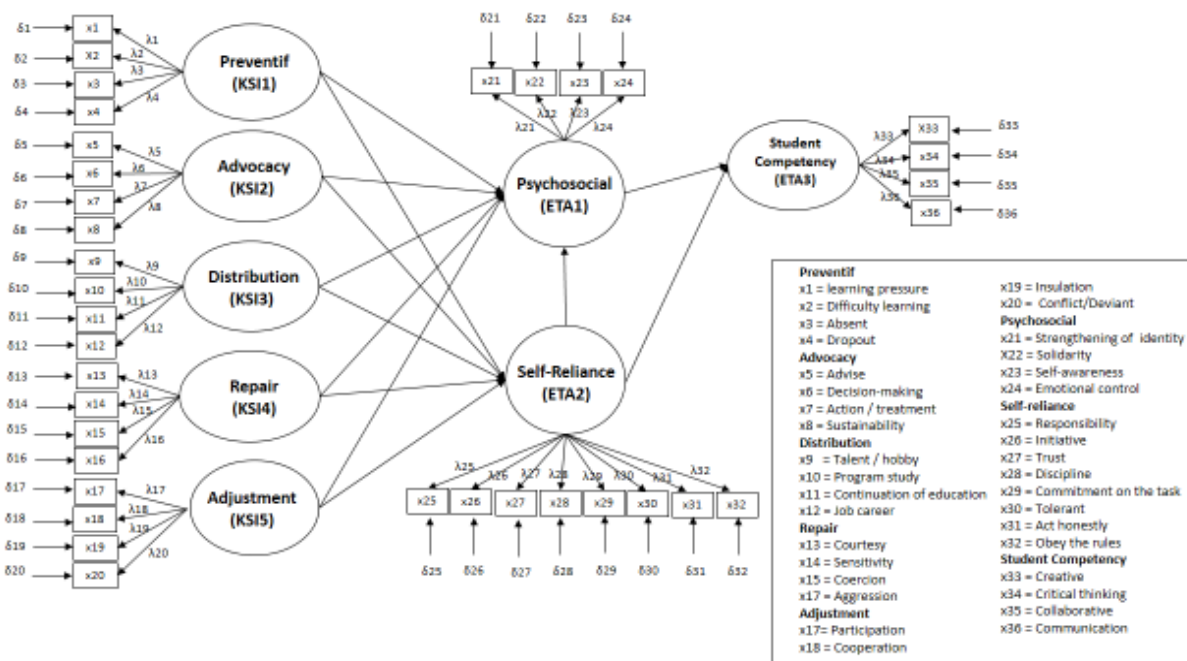 δ1 x1 λ1
δ2 X2 λ2
δ3 x3 λ3
δ4 x4 λ4
Preventif
(KSI1)
δ5 x5 λ5
δ6 x6 λ6
δ7 x7 λ7
δ8 x8 λ8
Advocacy
(KSI2)
δ9 x9 λ9
δ10 x10 λ10
δ11 x11 λ11
δ12 x12 λ12
Distribution
(KSI3)
δ13 x13 λ13
δ14 x14 λ14
δ15 x15 λ15
x16 λ16
Repair
(KSI4)
δ17 x17 λ17
δ18 x18 λ18
δ19 x19 λ19
δ20 x20 λ20
Adjustment
(KSI5)
δ21 δ22 δ23 δ24
x21 x22 x23 x24
λ21 λ22 λ23 λ24
Psychosocial
(ETA1)
Self-Reliance
(ETA2)
λ25 λ26 λ27 λ28 λ29 λ30 λ31 λ32
x25 x26 x27 x28 x29 x30 x31 x32
δ25 δ26 δ27 δ28 δ29 δ30 δ31 δ32
Student
Competency
(ETA3)
λ33 X33 δ33
λ34 x34 δ34
λ35 x35 δ35
x36 δ36
Preventif
x1 = learning pressure
x2 = Difficulty learning
x3 = Absent
x4 = Dropout
Advocacy
x5 = Advise
x6 = Decision-making
x7 = Action / treatment
x8 = Sustainability
Distribution
x9 = Talent / hobby
x10 = Program study
x11 = Continuation of education
x12 = Job career
Repair
x13 = Courtesy
x14 = Sensitivity
x15 = Coercion
x17 = Aggression
Adjustment
x17= Participation
x18 = Cooperation
x19 = Insulation
x20 = Conflict/Deviant
Psychosocial
x21 = Strengthening of identity
X22 = Solidarity
x23 = Self-awareness
x24 = Emotional control
Self-reliance
x25 = Responsibility
x26 = Initiative
x27 = Trust
x28 = Discipline
x29 = Commitment on the task
x30 = Tolerant
x31 = Act honestly
x32 = Obey the rules
Student Competency
x33 = Creative
x34 = Critical thinking
x35 = Collaborative
x36 = Communication